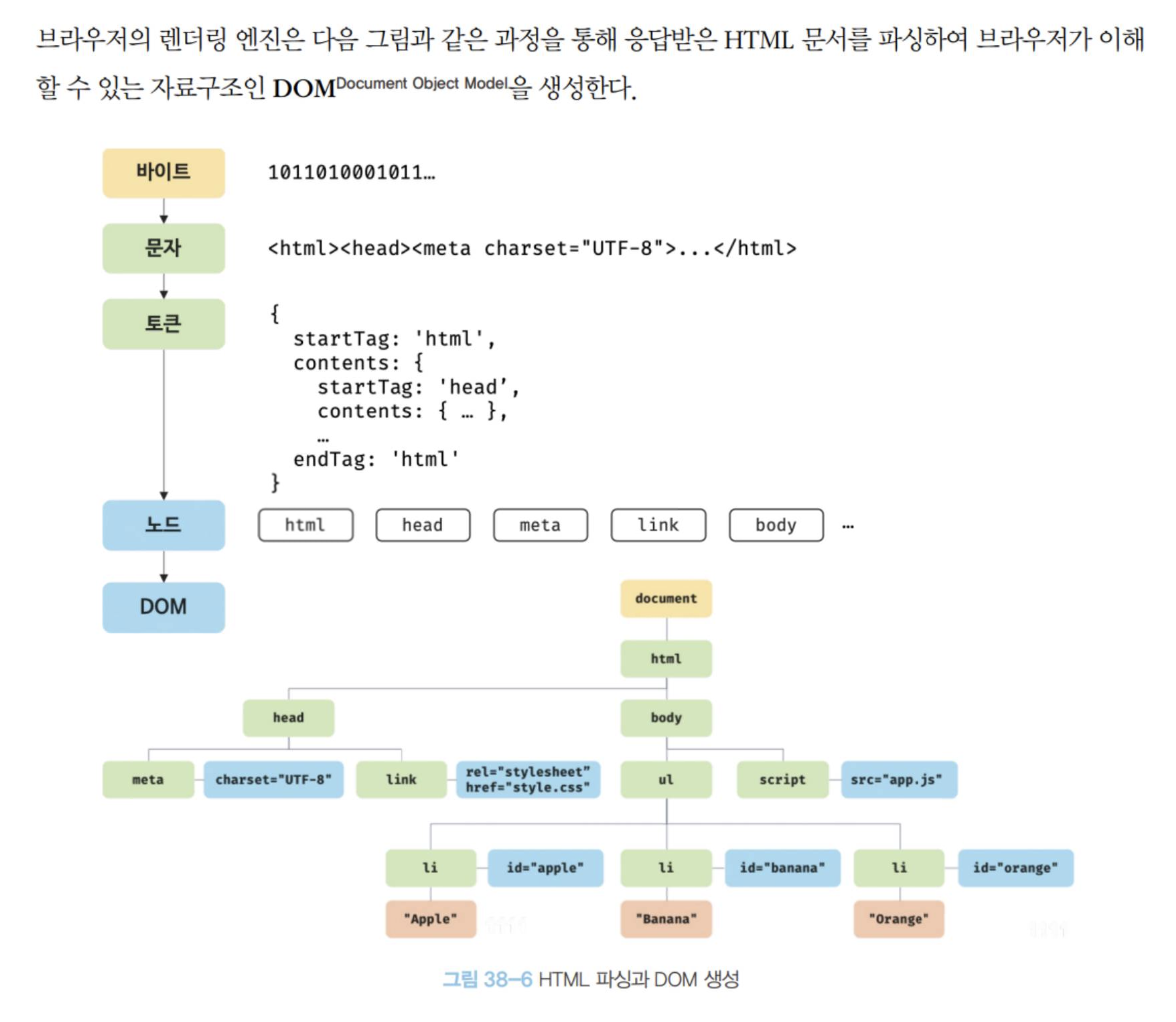 브라우저의 렌더링 엔진은 다음 그림과 같은 과정을 통해 응답받은 HTML 문서를 파싱하여 브라우저가 이해
할 수 있는 자료구조인 DOM Document Object Model을 생성한다.
바이트 1011010001011…
문자 <html><head><meta charset="UTF-8">...</html>
토큰
{
startTag: 'html',
contents: {
startTag: 'head’,
contents: { … },
…
endTag: 'html'
}
노드 html head meta link body …
DOM
document
html
head body
meta charset="UTF-8" link rel="stylesheet"
href="style.css" ul script src="app.js"
li id="apple" li id="banana" li id="orange"
"Apple" "Banana" "Orange"
그림 38-6 HTML 파싱과 DOM 생성